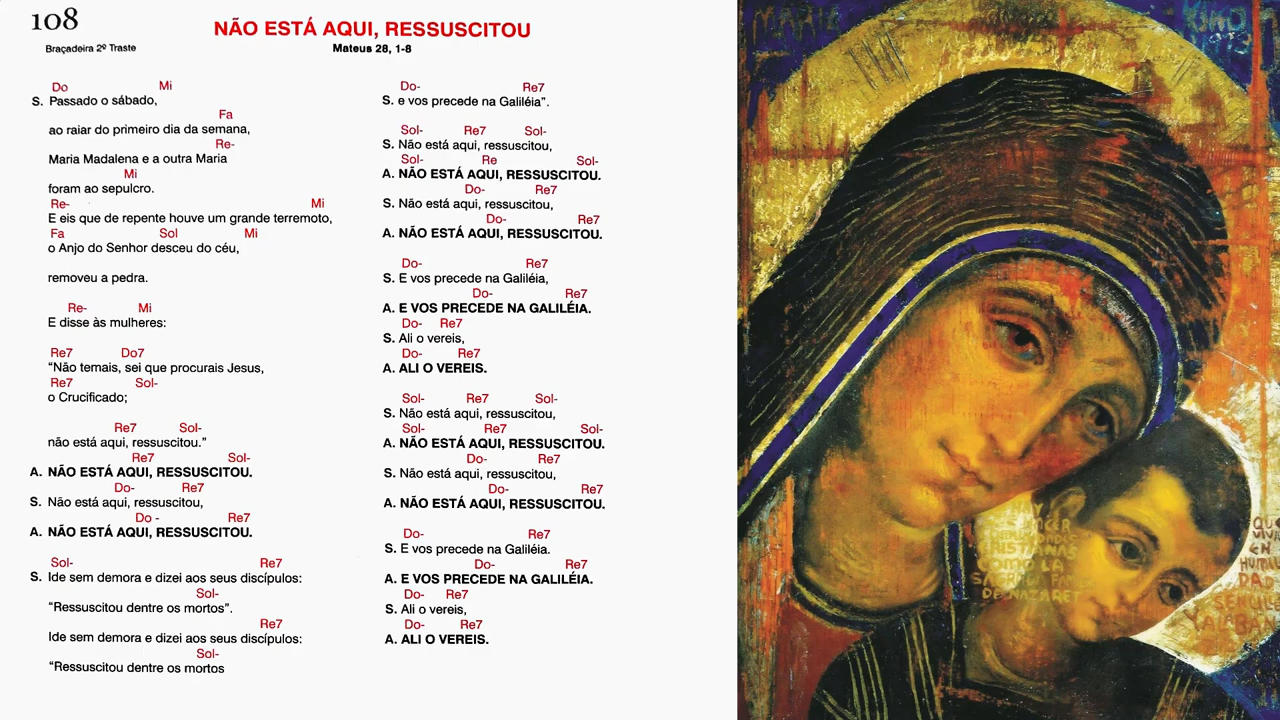 108
NÃO ESTÁ AQUI, RESSUSCITOU
Braçadeira 2º Traste
Mateus 28, 1-8
Do Mi
S. Passado o sábado,
Fa
ao raiar do primeiro dia da semana,
Re-
Maria Madalena e a outra Maria
Mi
foram ao sepulcro.
Re- Mi
E eis que de repente houve um grande terremoto,
Fa Sol Mi
o Anjo do Senhor desceu do céu,
removeu a pedra.
Re- Mi
E disse às mulheres:
Re7 Do7
“Não temais, sei que procurais Jesus,
Re7 Sol-
o Crucificado;
Re7 Sol-
não está aqui, ressuscitou.”
Re7 Sol-
A. NÃO ESTÁ AQUI, RESSUSCITOU.
Do- Re7
S. Não está aqui, ressuscitou,
Do - Re7
A. NÃO ESTÁ AQUI, RESSUSCITOU.
Sol- Re7
S. Ide sem demora e dizei aos seus discípulos:
Sol-
“Ressuscitou dentre os mortos”.
Re7
Ide sem demora e dizei aos seus discípulos:
Sol-
“Ressuscitou dentre os mortos
Do- Re7
S. e vos precede na Galiléia”.
Sol- Re7 Sol-
S. Não está aqui, ressuscitou,
Sol- Re Sol-
A. NÃO ESTÁ AQUI, RESSUSCITOU.
Do- Re7
S. Não está aqui, ressuscitou,
Do- Re7
A. NÃO ESTÁ AQUI, RESSUSCITOU.
Do- Re7
S. E vos precede na Galiléia,
Do- Re7
A. E VOS PRECEDE NA GALILÉIA.
Do- Re7
S. Ali o vereis,
Do- Re7
A. ALI O VEREIS.
Sol- Re7 Sol-
S. Não está aqui, ressuscitou,
Sol- Re7 Sol-
A. NÃO ESTÁ AQUI, RESSUSCITOU.
Do- Re7
S. Não está aqui, ressuscitou,
Do- Re7
A. NÃO ESTÁ AQUI, RESSUSCITOU.
Do- Re7
S. E vos precede na Galiléia.
Do- Re7
A. E VOS PRECEDE NA GALILÉIA.
Do- Re7
S. Ali o vereis,
Do- Re7
A. ALI O VEREIS.
HAY
HACER
CRISTIANAS
COMO LA
DE NAZARET
QUE
VIVAN
EN